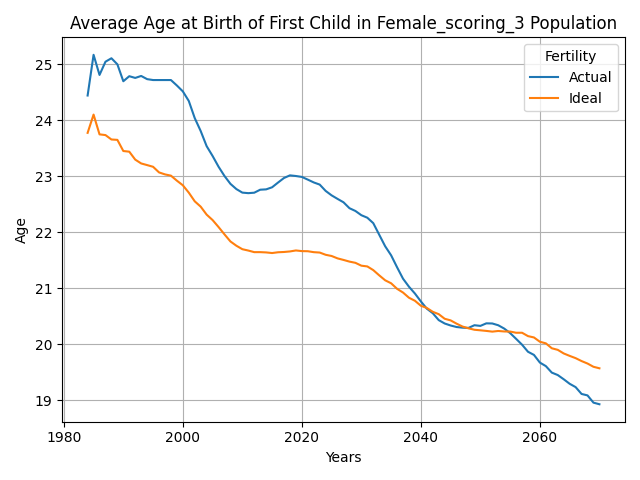 Average Age at Birth of First Child in Female_scoring_3 Population
Fertility
Actual
Ideal
25
24
23
22
21
20
19
Age
1980
2000
2020
2040
2060
Years